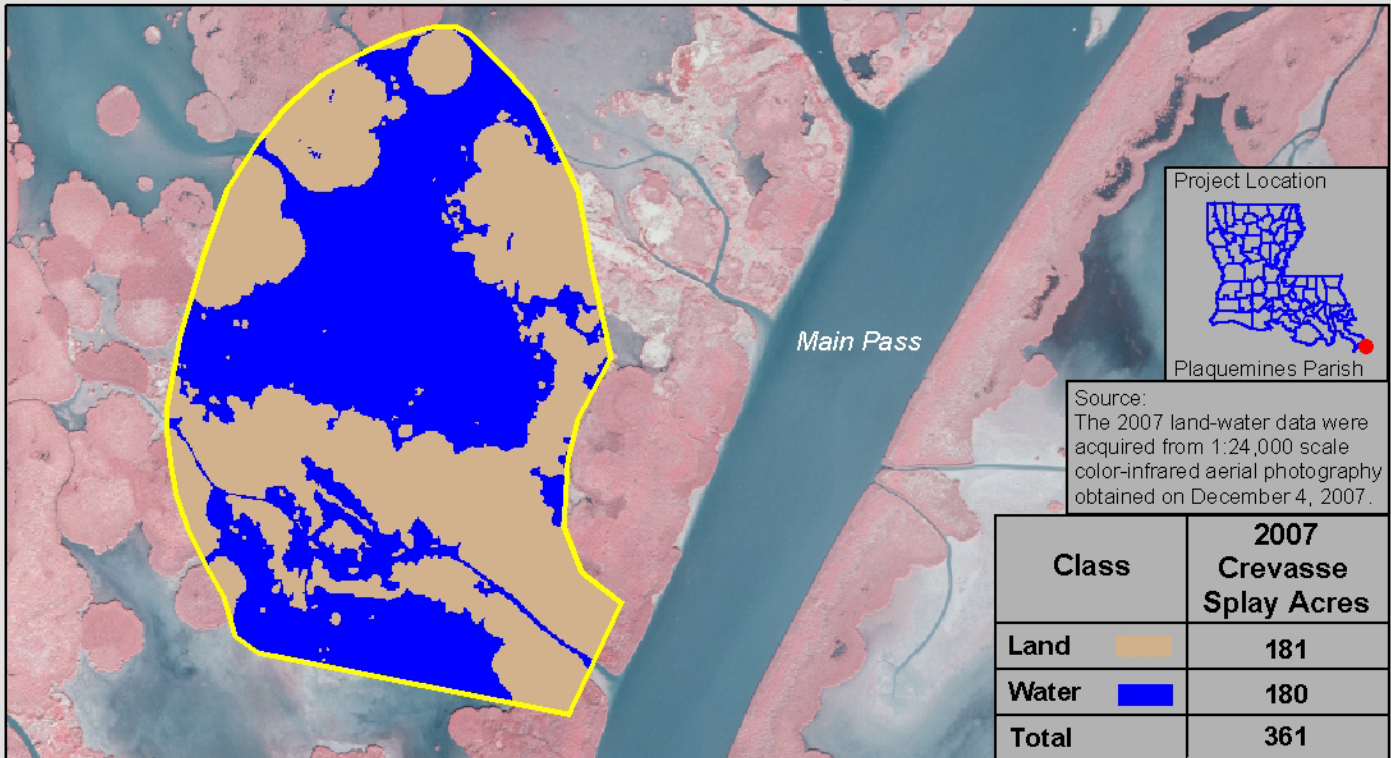 Main Pass
Project Location
Plaquemines Parish
Source:
The 2007 land-water data were
acquired from 1:24,000 scale
color-infrared aerial photography
obtained on December 4, 2007.
Class
2007
Crevasse
Splay Acres
Land 181
Water 180
Total 361